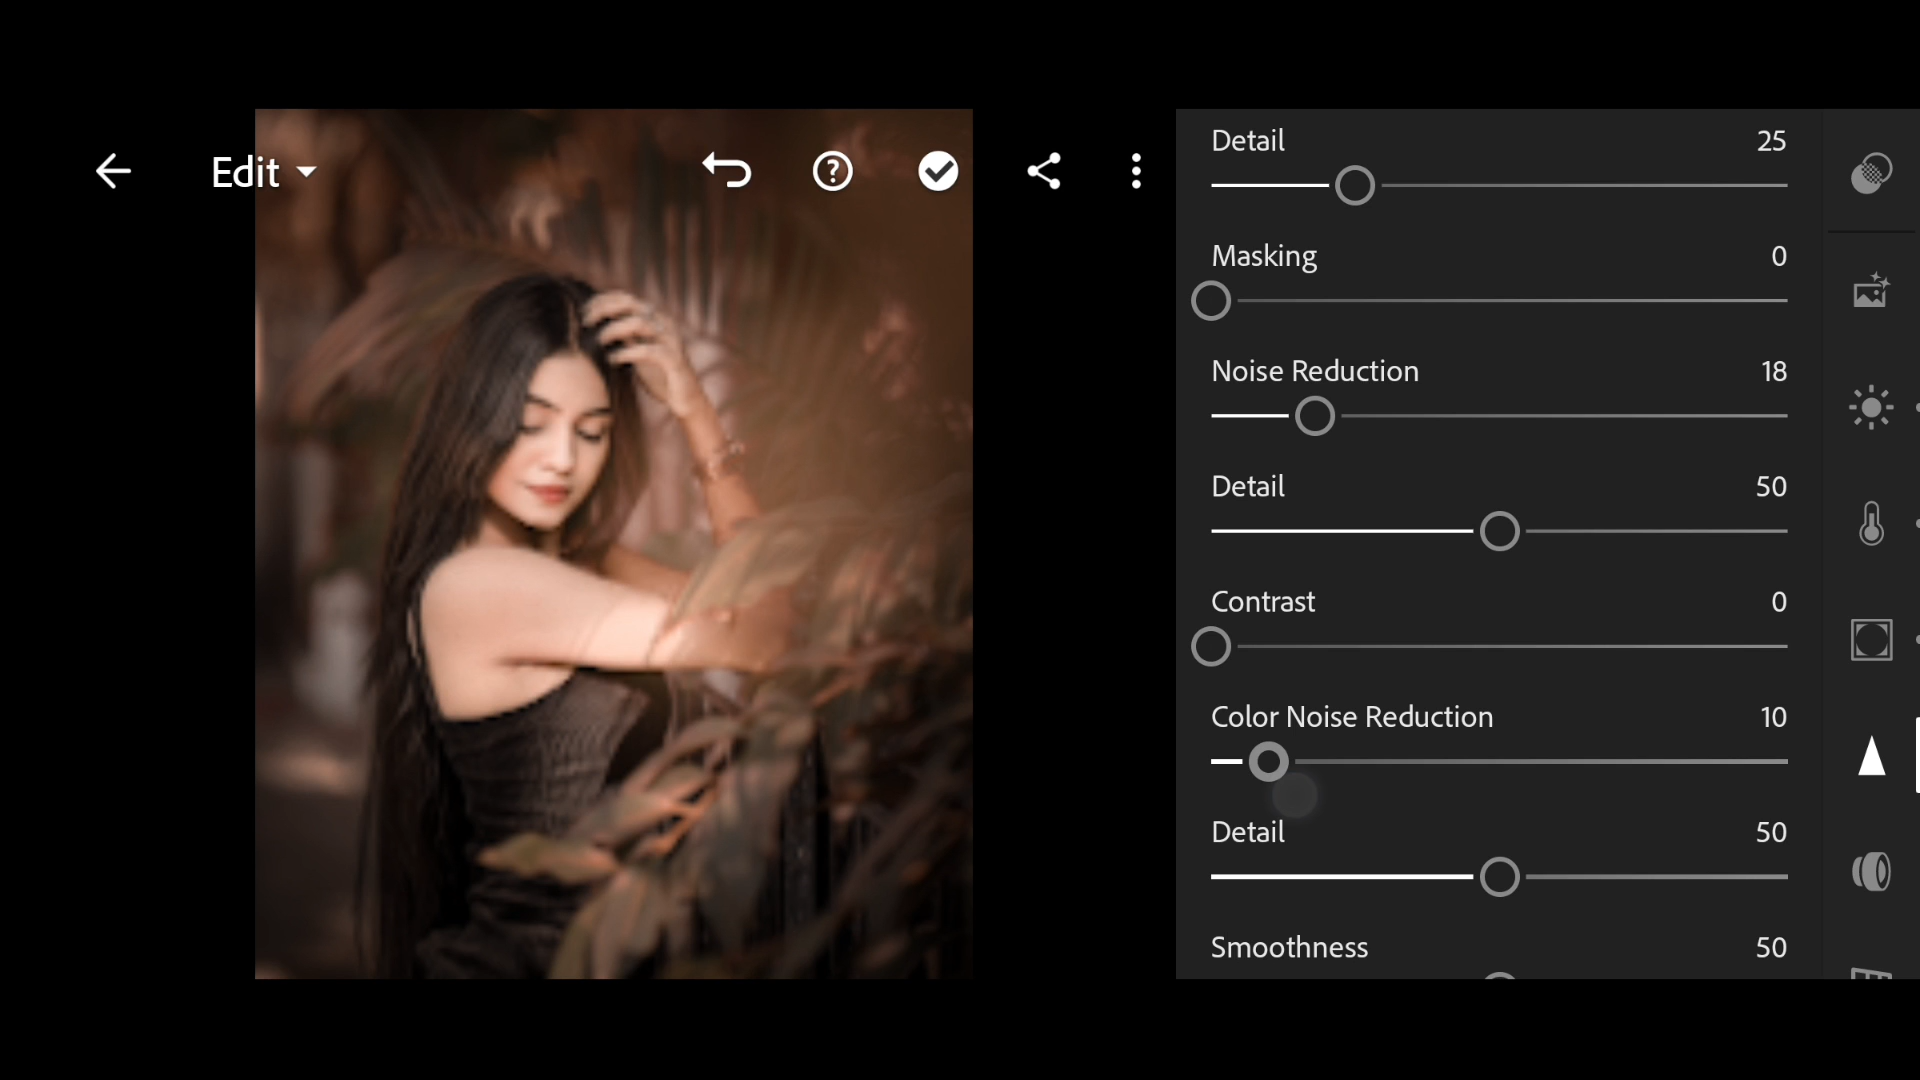 Edit
Detail 25
Masking 0
Noise Reduction 18
Detail 50
Contrast 0
Color Noise Reduction 10
Detail 50
Smoothness 50